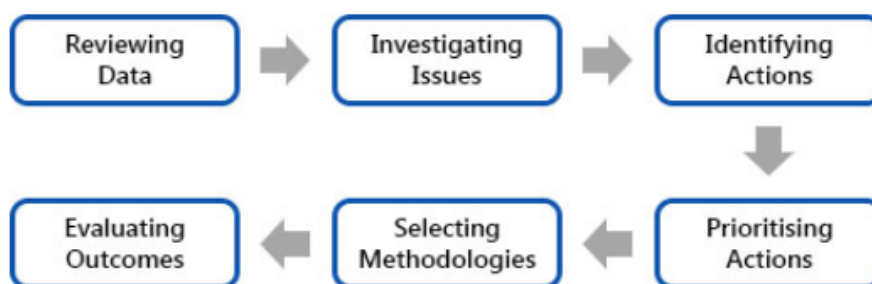 Reviewing
Data
Investigating
Issues
Identifying
Actions
Prioritising
Actions
Selecting
Methodologies
Evaluating
Outcomes